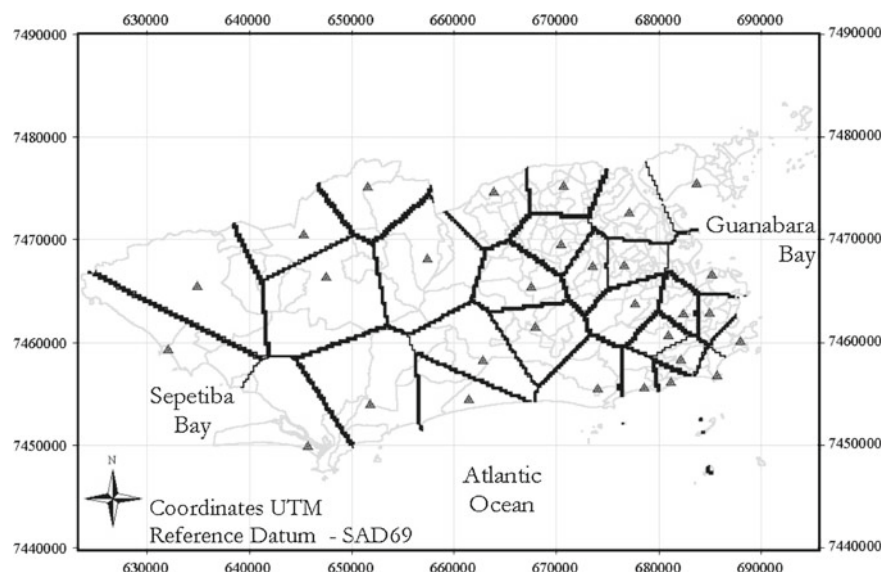 630000 640000 650000 660000 670000 680000 690000
7490000 7490000
7480000 7480000
7470000 7470000
7460000 7460000
7450000 7450000
7440000 7440000
Guanabara
Bay
Sepetiba
Bay
Atlantic
Ocean
N
Coordinates UTM
Reference Datum - SAD69
630000 640000 650000 660000 670000 680000 690000